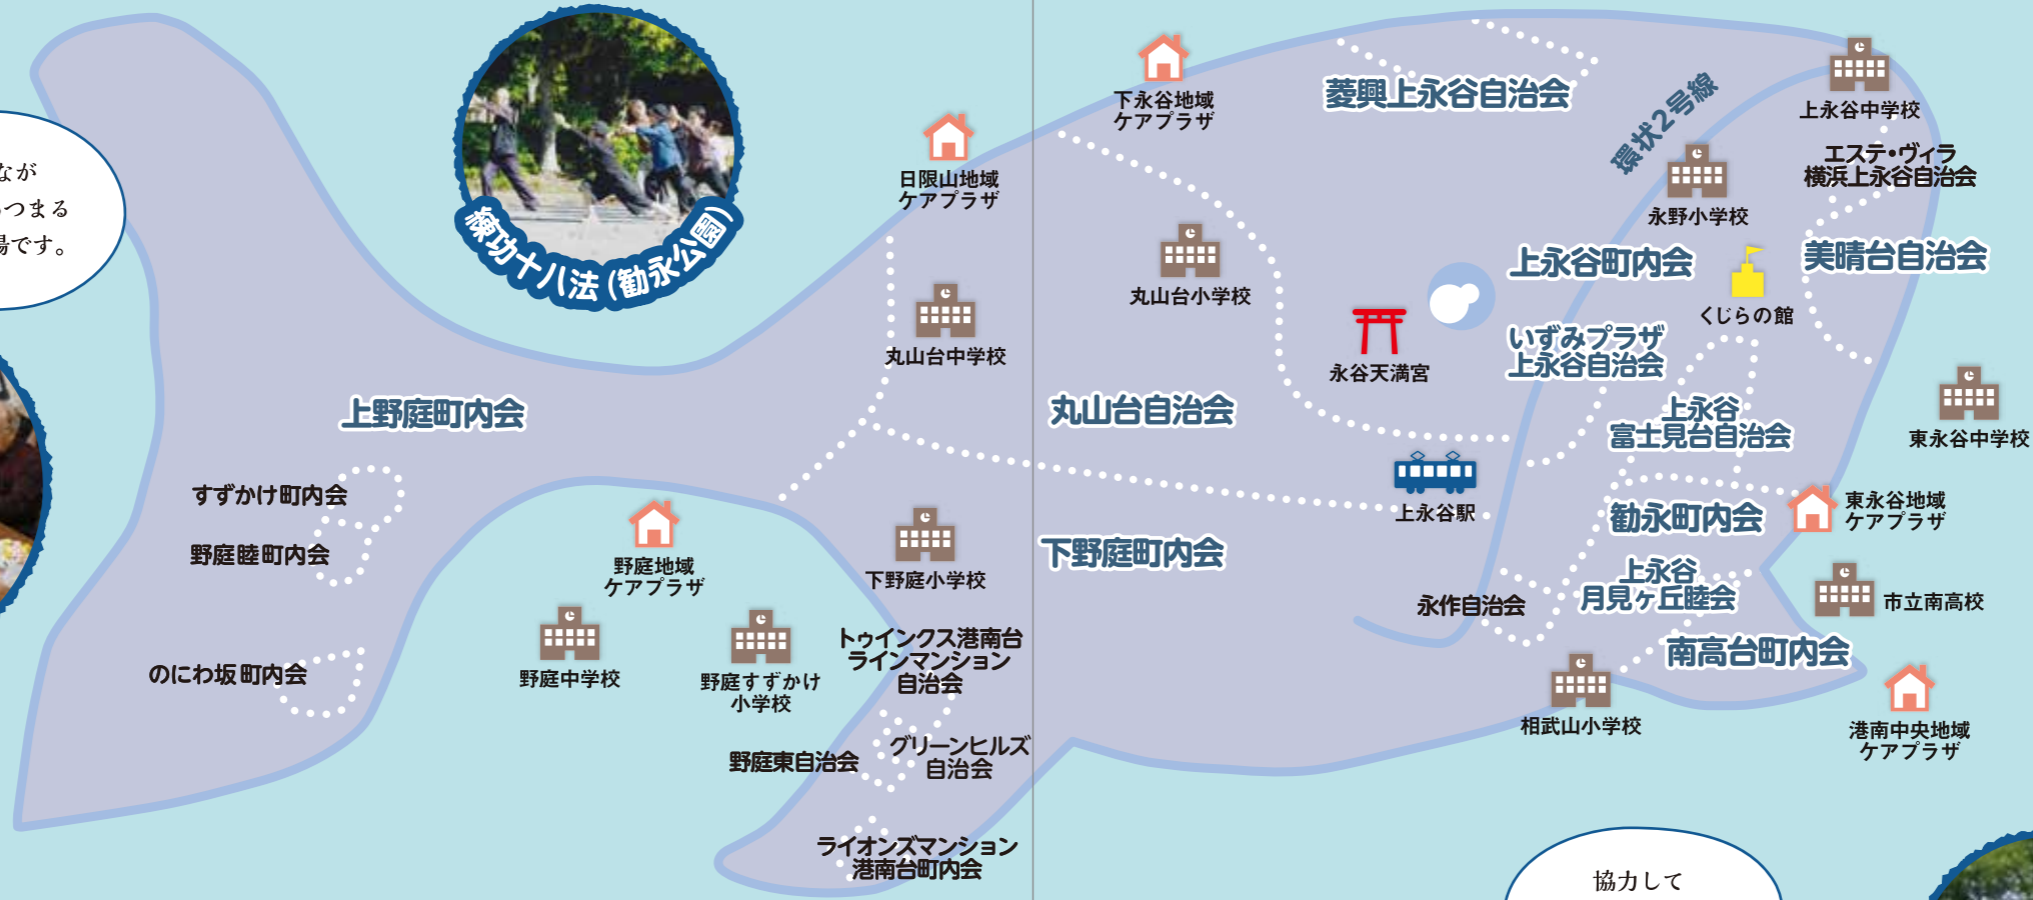 なが
つまる
場です。
練功十八法（勧永公園）
日限山地域
ケアプラザ
下永谷地域
ケアプラザ
菱興上永谷自治会
環状2号線
上永谷中学校
エステ・ヴィラ
横浜上永谷自治会
永野小学校
丸山台小学校
上永谷町内会
美晴台自治会
くじらの館
丸山台中学校
永谷天満宮
いずみプラザ
上永谷自治会
上野庭町内会
丸山台自治会
上永谷
富士見台自治会
東永谷中学校
すずかけ町内会
野庭睦町内会
上永谷駅
勧永町内会
東永谷地域
ケアプラザ
野庭地域
ケアプラザ
下野庭小学校
下野庭町内会
永作自治会
上永谷
月見ヶ丘睦会
市立南高校
のにわ坂町内会
野庭中学校
野庭すずかけ
小学校
トゥインクス港南台
ラインマンション
自治会
南高台町内会
相武山小学校
港南中央地域
ケアプラザ
野庭東自治会
グリーンヒルズ
自治会
ライオンズマンション
港南台町内会
協力して